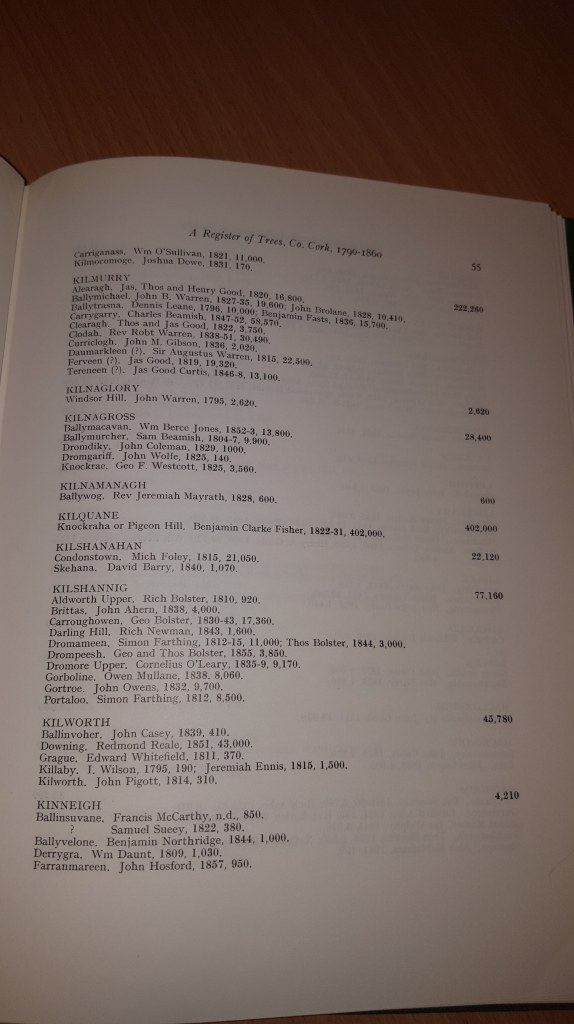 A Register of Trees, Co. Cork, 1790-1860 55
Carriganass, Wm O'Sullivan, 1821, 11,000.
Kilmocomoge, Joshua Dowe, 1831, 170.
KILMURRY 222,260
Alearagh, Jas, Thos and Henry Good, 1820, 16,800.
Ballymichael, John B. Warren, 1827-35, 19,600; John Brolane, 1828, 10,410.
Ballytrasna, Dennis Leane, 1796, 10,000; Benjamin Fasts, 1836, 15,700.
Carrygarry, Charles Beamish, 1847-52, 58,570.
Clearagh, Thos and Jas Good, 1822, 3,750.
Clodah, Rev Robt Warren, 1838-51, 30,490.
Curriclogh, John M. Gibson, 1836, 2,020.
Daumarkleen (?), Sir Augustus Warren, 1815, 22,500.
Ferveen (?), Jas Good, 1819, 19,320.
Tereneen (?), Jas Good Curtis, 1846-8, 13,100.
KILNAGLORY 2,620
Windsor Hill, John Warren, 1795, 2,620.
KILNAGROSS 28,400
Ballymacavan, Wm Berce Jones, 1852-3, 13,800.
Ballymurcher, Sam Beamish, 1804-7, 9,900.
Dromdiky, John Coleman, 1829, 1000.
Dromgariff, John Wolfe, 1825, 140.
Knockrae, Geo F. Westcott, 1825, 3,560.
KILNAMANAGH 600
Ballywog, Rev Jeremiah Mayrath, 1828, 600.
KILQUANE 402,000
Knockraha or Pigeon Hill, Benjamin Clarke Fisher, 1822-31, 402,000.
KILSHANAHAN 22,120
Condonstown, Mich Foley, 1815, 21,050.
Skehana, David Barry, 1840, 1,070.
KILSHANNIG 77,160
Aldworth Upper, Rich Bolster, 1810, 920.
Brittas, John Ahern, 1838, 4,000.
Carroughowen, Geo Bolster, 1830-43, 17,360.
Darling Hill, Rich Newman, 1843, 1,600.
Dromameen, Simon Farthing, 1812-15, 11,000; Thos Bolster, 1844, 3,000.
Drompeesh, Geo and Thos Bolster, 1855, 3,850.
Dromore Upper, Cornelius O'Leary, 1835-9, 9,170.
Gorboline, Owen Mullane, 1838. 8,060.
Gortroe, John Owens, 1832, 9,700.
Portaloo, Simon Farthing, 1812, 8,500.
KILWORTH 45,780
Ballinvoher, John Casey, 1839, 410.
Downing, Redmond Reale, 1851, 43,000.
Grague, Edward Whitefield, 1811, 370.
Killaby, I. Wilson, 1795, 190; Jeremiah Ennis, 1815, 1,500.
Kilworth, John Pigott, 1814, 310.
KINNEIGH 4,210
Ballinsuvane, Francis McCarthy, n.d., 850.
? Samuel Sueey, 1822, 380.
Ballyvelone, Benjamin Northridge, 1844, 1,000.
Derrygra, Wm Daunt, 1809, 1,030.
Farranmareen, John Hosford, 1857, 950.